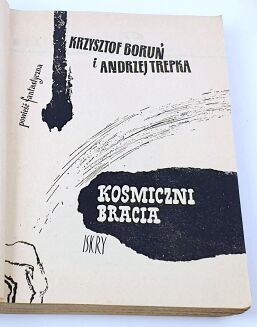 KRZYSZTOF BORUŃ
i ANDRZEJ TREPKA
powieść fantastyczna
KOSMICZNI
BRACIA
ISKRY